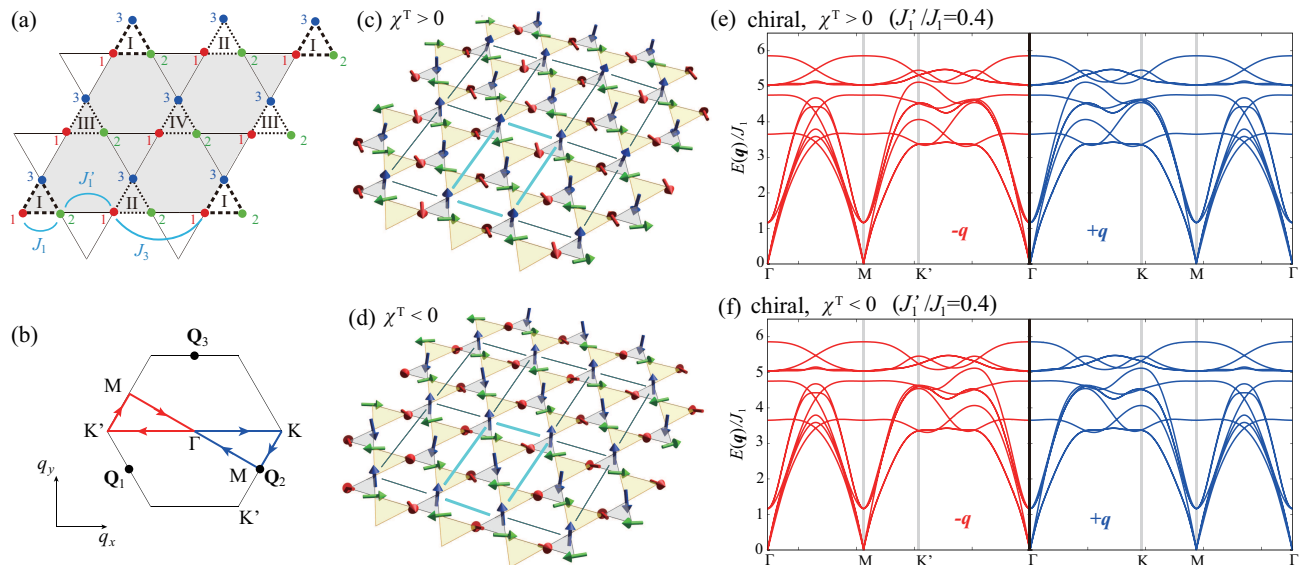 (a)
3 3 3
I II I
1 2 1 2 1 2
3 3 3
III IV III
1 2 1 2 1 2
3 3 3
I J₁' II I
1 2 1 2 1 2
J₁ J₃
(b)
Q₃
M
K' Γ K
Q₁ M Q₂
K'
q_y
q_x
(c) χᵀ > 0
(d) χᵀ < 0
(e) chiral, χᵀ > 0 (J₁'/J₁=0.4)
E(q)/J₁
6
5
4
3
2
1
0
-q +q
Γ M K' Γ K M Γ
(f) chiral, χᵀ < 0 (J₁'/J₁=0.4)
E(q)/J₁
6
5
4
3
2
1
0
-q +q
Γ M K' Γ K M Γ